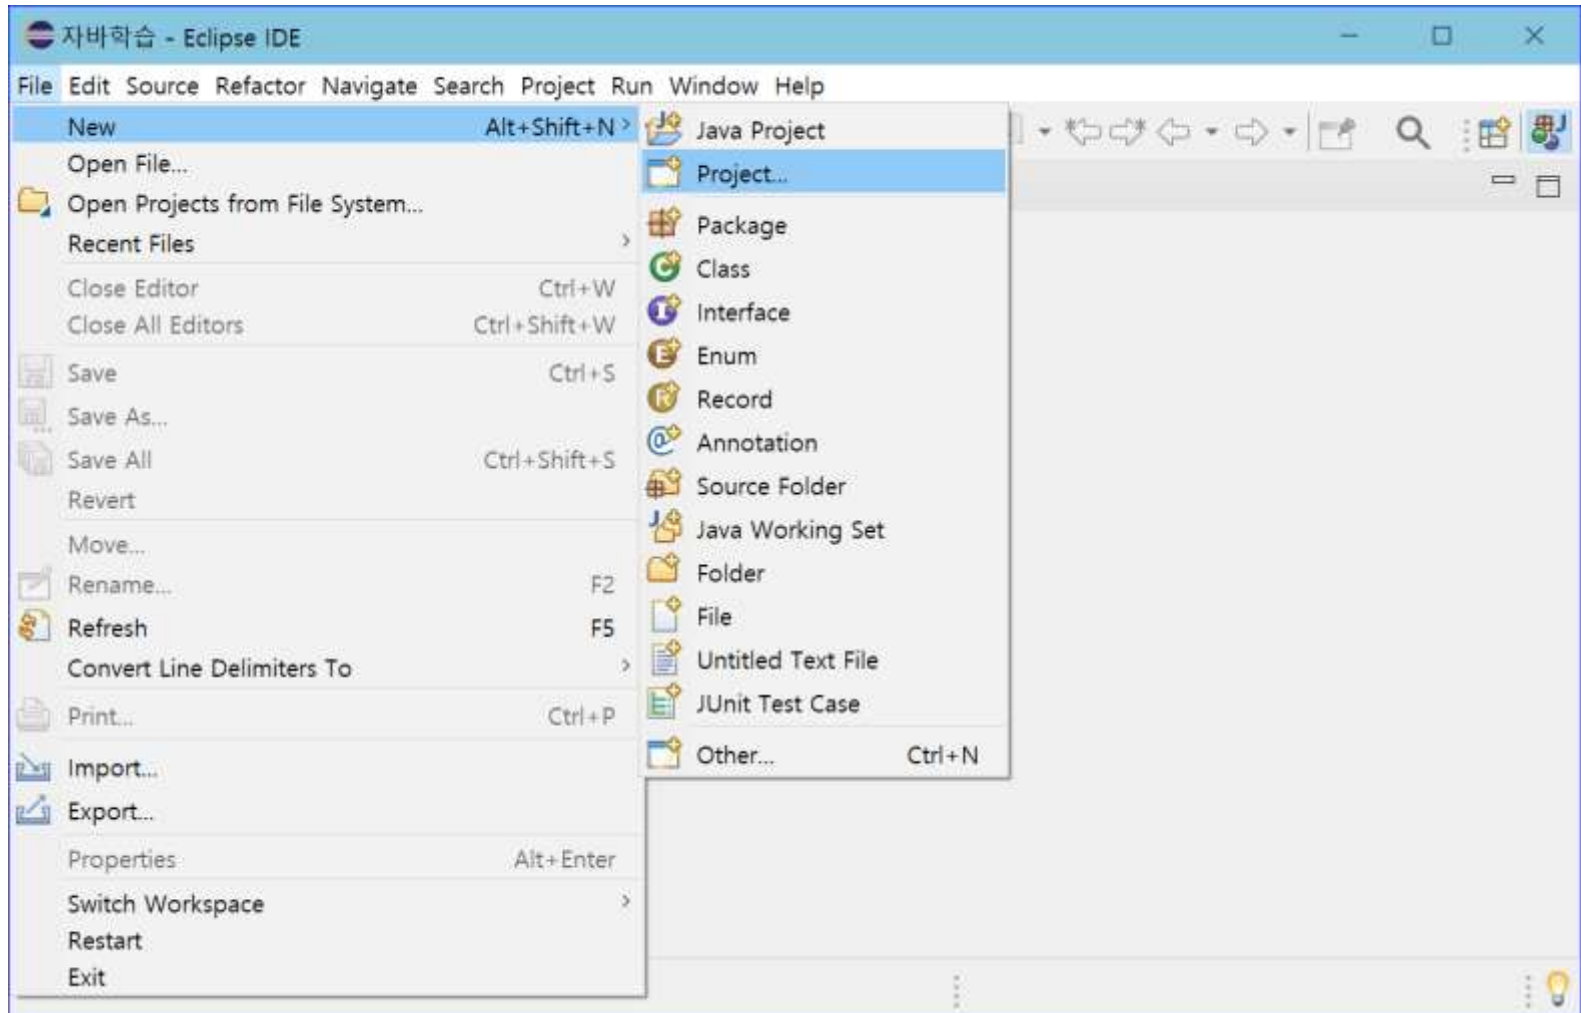 자바학습 - Eclipse IDE
File Edit Source Refactor Navigate Search Project Run Window Help
New Alt+Shift+N
Open File...
Open Projects from File System...
Recent Files
Close Editor Ctrl+W
Close All Editors Ctrl+Shift+W
Save Ctrl+S
Save As...
Save All Ctrl+Shift+S
Revert
Move...
Rename... F2
Refresh F5
Convert Line Delimiters To
Print... Ctrl+P
Import...
Export...
Properties Alt+Enter
Switch Workspace
Restart
Exit
Java Project
Project...
Package
Class
Interface
Enum
Record
Annotation
Source Folder
Java Working Set
Folder
File
Untitled Text File
JUnit Test Case
Other... Ctrl+N